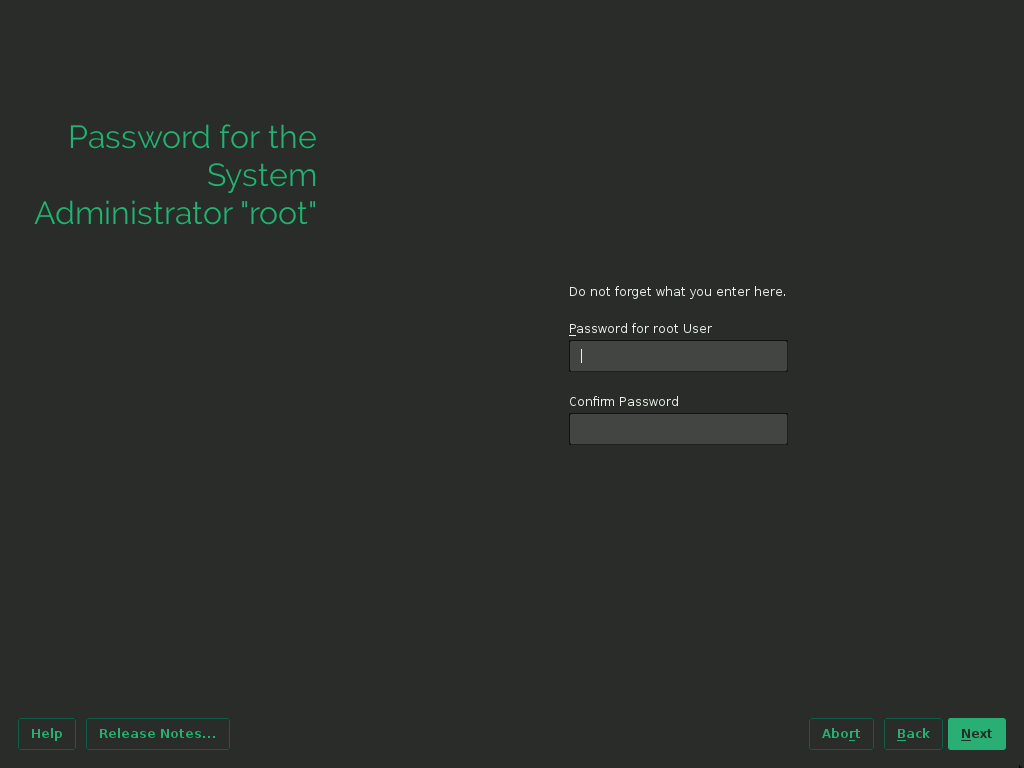 Password for the
System
Administrator "root"
Do not forget what you enter here.
Password for root User
Confirm Password
Help
Release Notes...
Abort
Back
Next